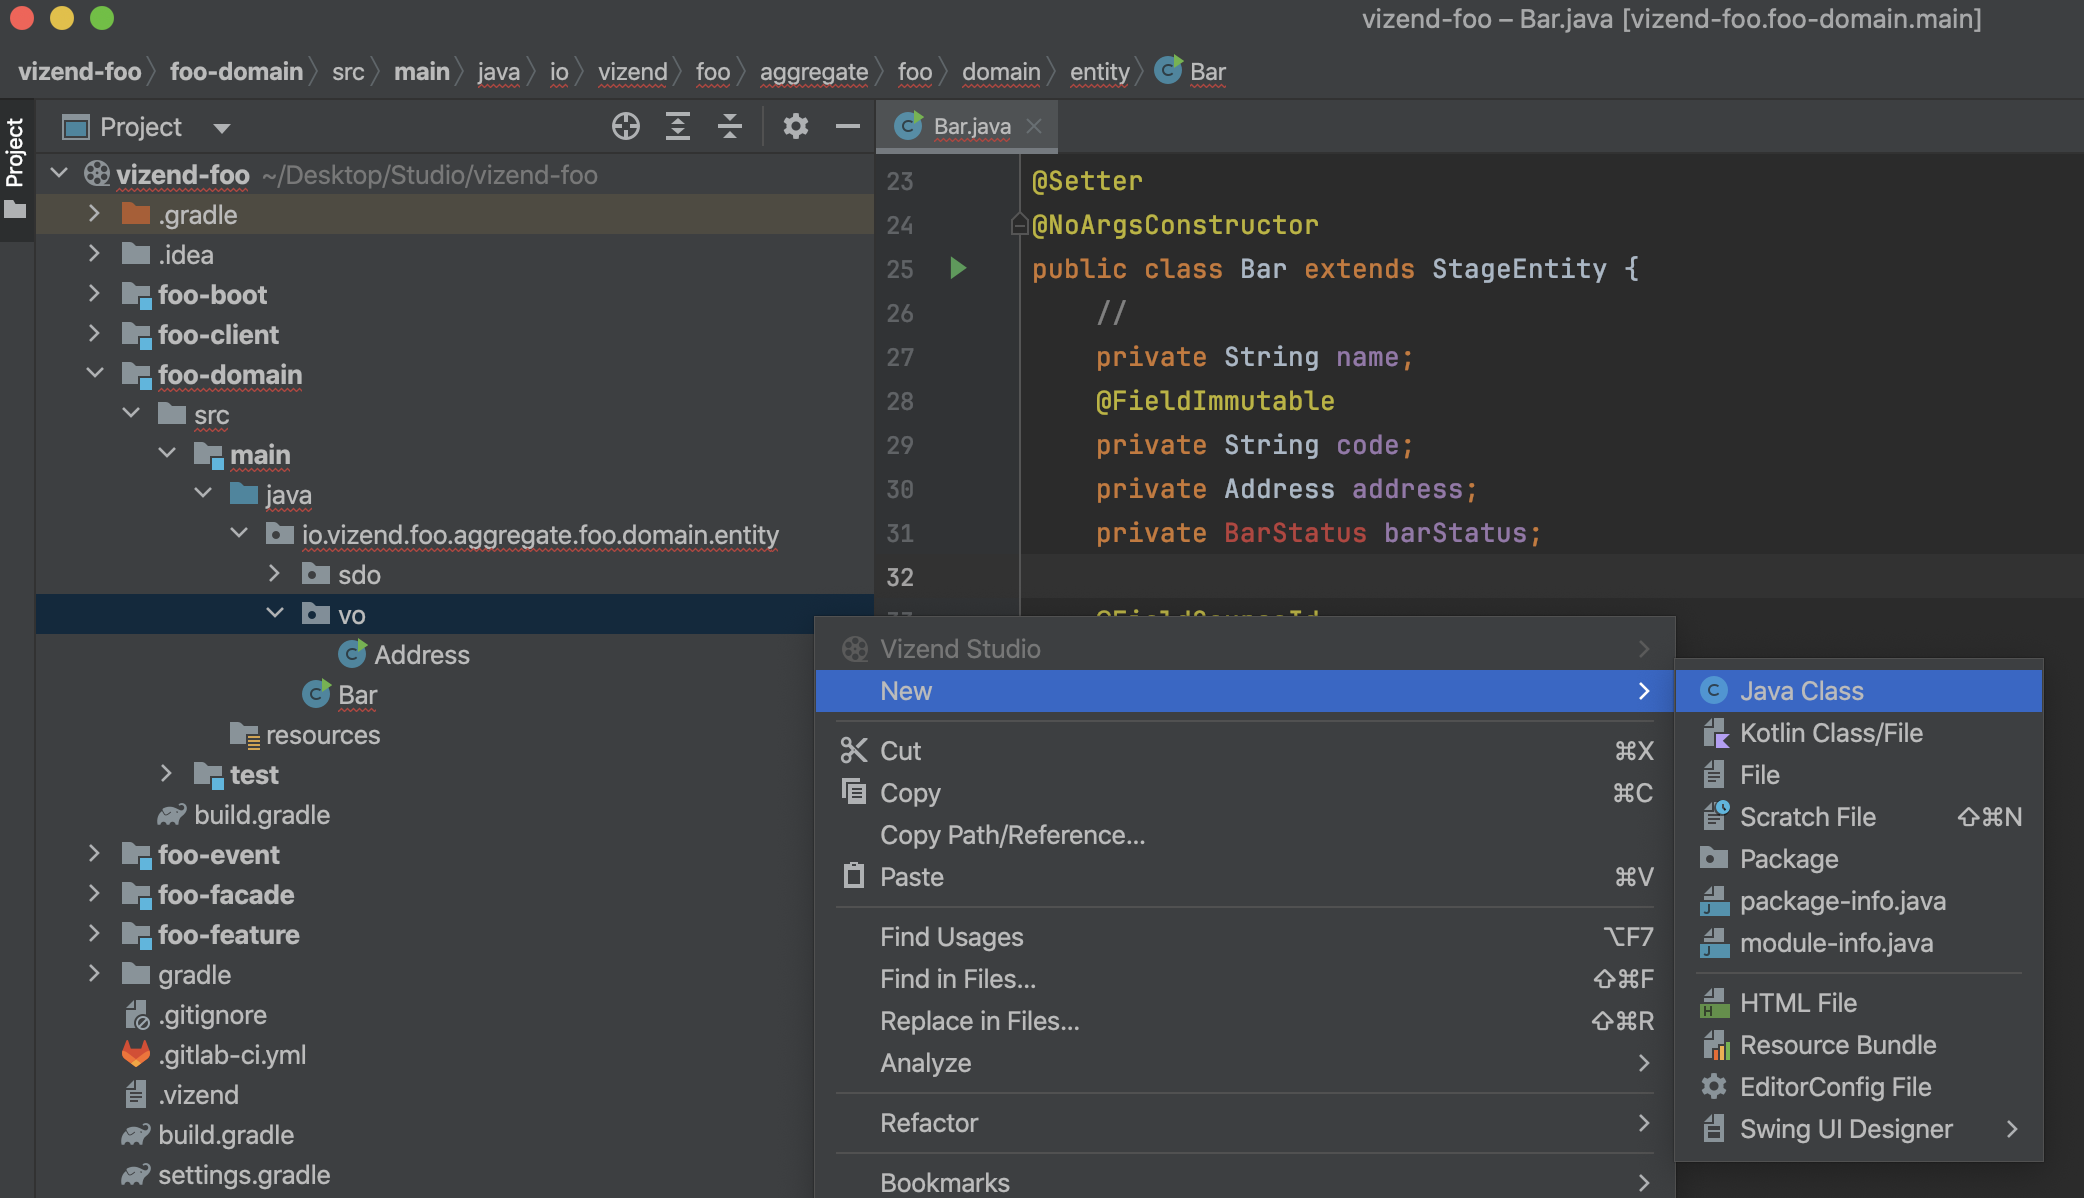 vizend-foo – Bar.java [vizend-foo.foo-domain.main]
vizend-foo foo-domain src main java io vizend foo aggregate foo domain entity Bar
Project
Project
Bar.java
vizend-foo ~/Desktop/Studio/vizend-foo
.gradle
.idea
foo-boot
foo-client
foo-domain
src
main
java
io.vizend.foo.aggregate.foo.domain.entity
sdo
vo
Address
Bar
resources
test
build.gradle
foo-event
foo-facade
foo-feature
gradle
.gitignore
.gitlab-ci.yml
.vizend
build.gradle
settings.gradle
23 @Setter
24 @NoArgsConstructor
25 public class Bar extends StageEntity {
26 //
27 private String name;
28 @FieldImmutable
29 private String code;
30 private Address address;
31 private BarStatus barStatus;
32
Vizend Studio
New
Cut ⌘X
Copy ⌘C
Copy Path/Reference...
Paste ⌘V
Find Usages ⌥F7
Find in Files... ⇧⌘F
Replace in Files... ⇧⌘R
Analyze
Refactor
Bookmarks
Java Class
Kotlin Class/File
File
Scratch File ⇧⌘N
Package
package-info.java
module-info.java
HTML File
Resource Bundle
EditorConfig File
Swing UI Designer